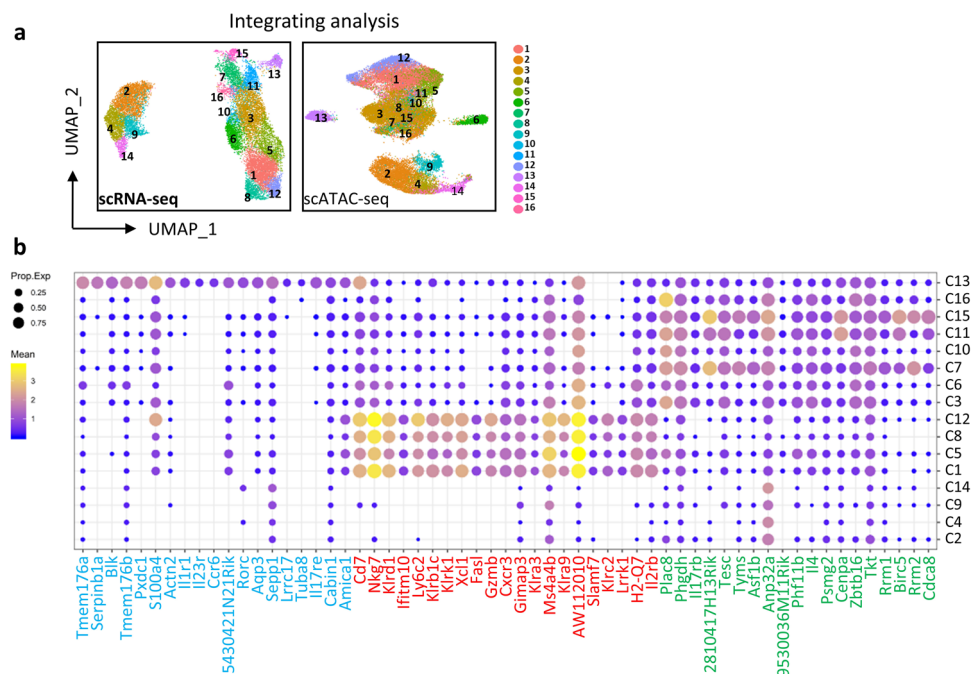 Integrating analysis
a
UMAP_2
UMAP_1
scRNA-seq
2
4
9
14
15
7
13
11
16
10
3
6
5
1
12
8
scATAC-seq
12
1
5
11
10
8
3
15
7
16
13
6
9
2
4
14
1
2
3
4
5
6
7
8
9
10
11
12
13
14
15
16
b
Prop.Exp
0.25
0.50
0.75
Mean
3
2
1
C13
C16
C15
C11
C10
C7
C6
C3
C12
C8
C5
C1
C14
C9
C4
C2
Tmem176a
Serpinb1a
Blk
Tmem176b
Pxdc1
S100a4
Actn2
Il1r1
Il23r
Ccr6
5430421N21Rik
Rorc
Aqp3
Sepp1
Lrrc17
Tuba8
Il17re
Cabin1
Amica1
Cd7
Nkg7
Klrd1
Ifitm10
Ly6c2
Klrb1c
Klrk1
Xcl1
Fasl
Gzmb
Cxcr3
Gimap3
Klra3
Ms4a4b
Klra9
AW112010
Slamf7
Klrc2
Lrrk1
H2-Q7
Il2rb
Plac8
Phgdh
Il17rb
2810417H13Rik
Tesc
Tyms
Asf1b
Anp32a
9530036M11Rik
Phf11b
Il4
Psmg2
Cenpa
Zbtb16
Tkt
Rrm1
Birc5
Rrm2
Cdca8